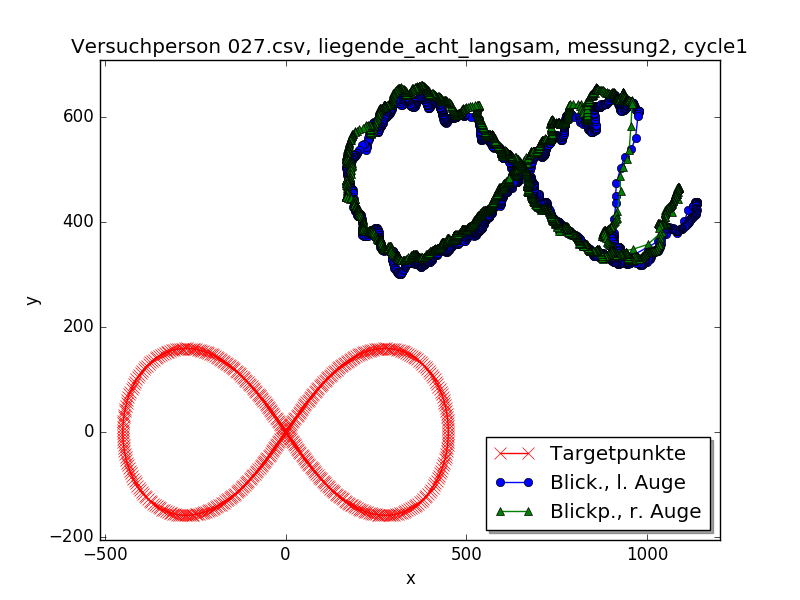 Versuchperson 027.csv, liegende_acht_langsam, messung2, cycle1
y
600
400
200
0
−200
Targetpunkte
Blick., l. Auge
Blickp., r. Auge
−500 0 500 1000
x